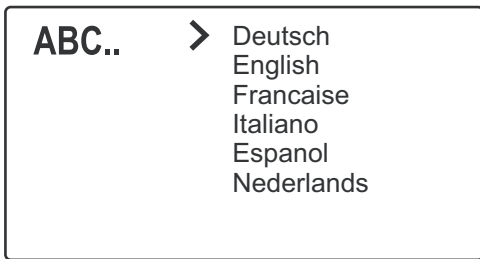 ABC.. > Deutsch
English
Francaise
Italiano
Espanol
Nederlands